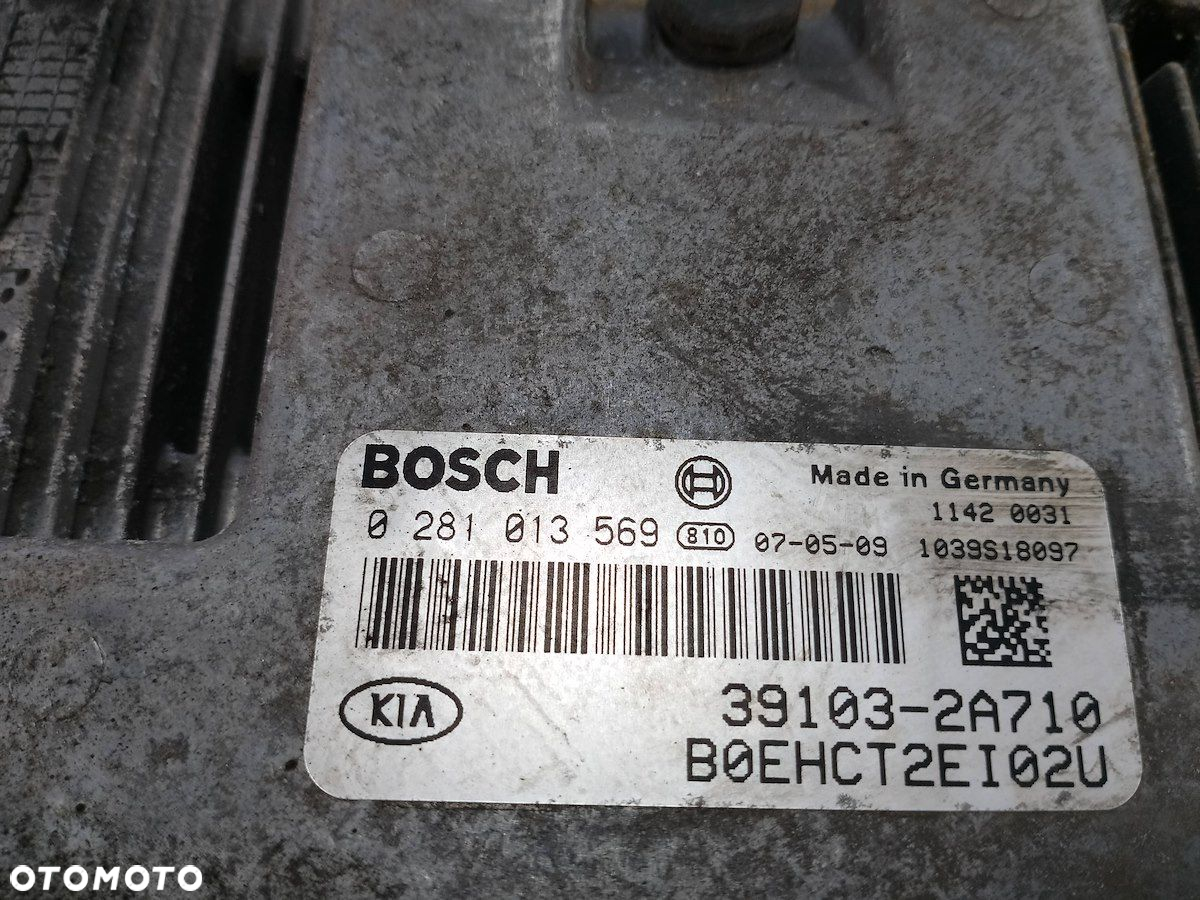 BOSCH
Made in Germany
1142 0031
0 281 013 569 810 07-05-09 1039S18097
KIA
39103-2A710
B0EHCT2EI02U
OTOMOTO